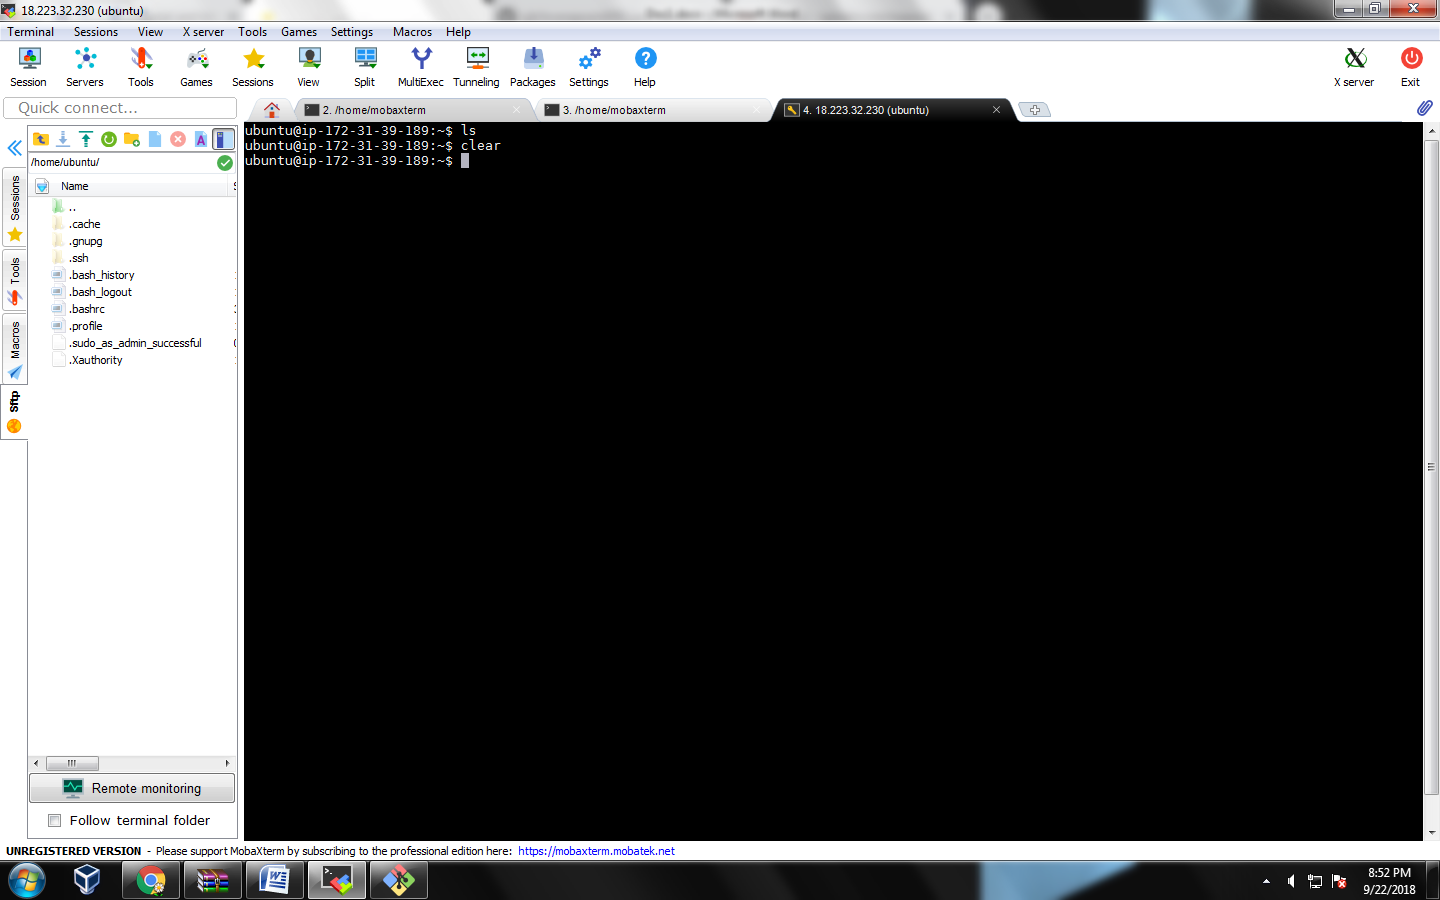 18.223.32.230 (ubuntu)
Terminal Sessions View X server Tools Games Settings Macros Help
Session Servers Tools Games Sessions View Split MultiExec Tunneling Packages Settings Help X server Exit
Quick connect...
2. /home/mobaxterm 3. /home/mobaxterm 4. 18.223.32.230 (ubuntu)
/home/ubuntu/
Name
..
.cache
.gnupg
.ssh
.bash_history
.bash_logout
.bashrc
.profile
.sudo_as_admin_successful
.Xauthority
Sessions
Tools
Macros
Sftp
Remote monitoring
Follow terminal folder
ubuntu@ip-172-31-39-189:~$ ls
ubuntu@ip-172-31-39-189:~$ clear
ubuntu@ip-172-31-39-189:~$
UNREGISTERED VERSION - Please support MobaXterm by subscribing to the professional edition here: https://mobaxterm.mobatek.net
8:52 PM
9/22/2018